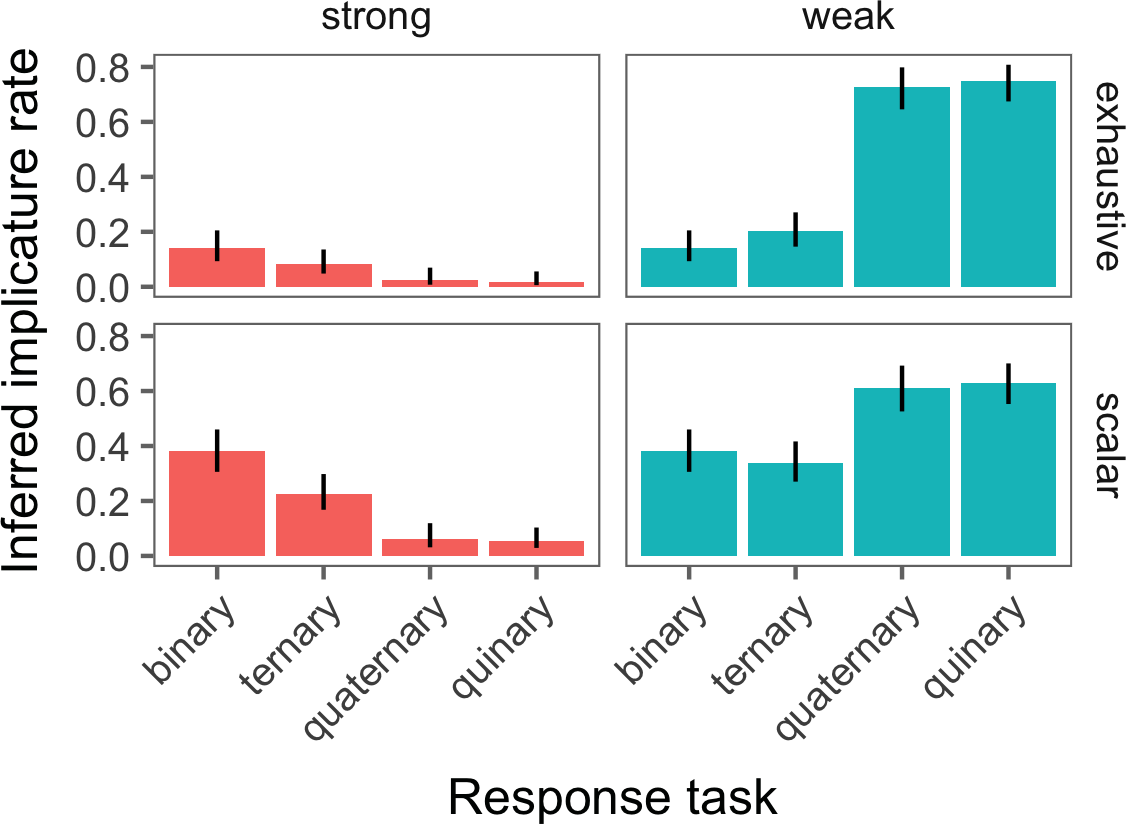 strong
weak
Inferred implicature rate
0.8
0.6
0.4
0.2
0.0
exhaustive
0.8
0.6
0.4
0.2
0.0
scalar
binary
ternary
quaternary
quinary
binary
ternary
quaternary
quinary
Response task